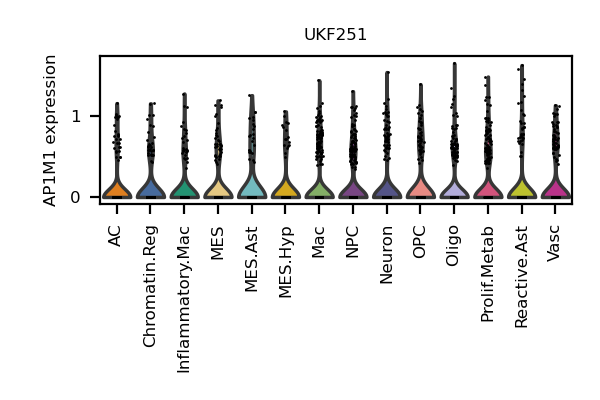 UKF251
AP1M1 expression
1
0
AC
Chromatin.Reg
Inflammatory.Mac
MES
MES.Ast
MES.Hyp
Mac
NPC
Neuron
OPC
Oligo
Prolif.Metab
Reactive.Ast
Vasc